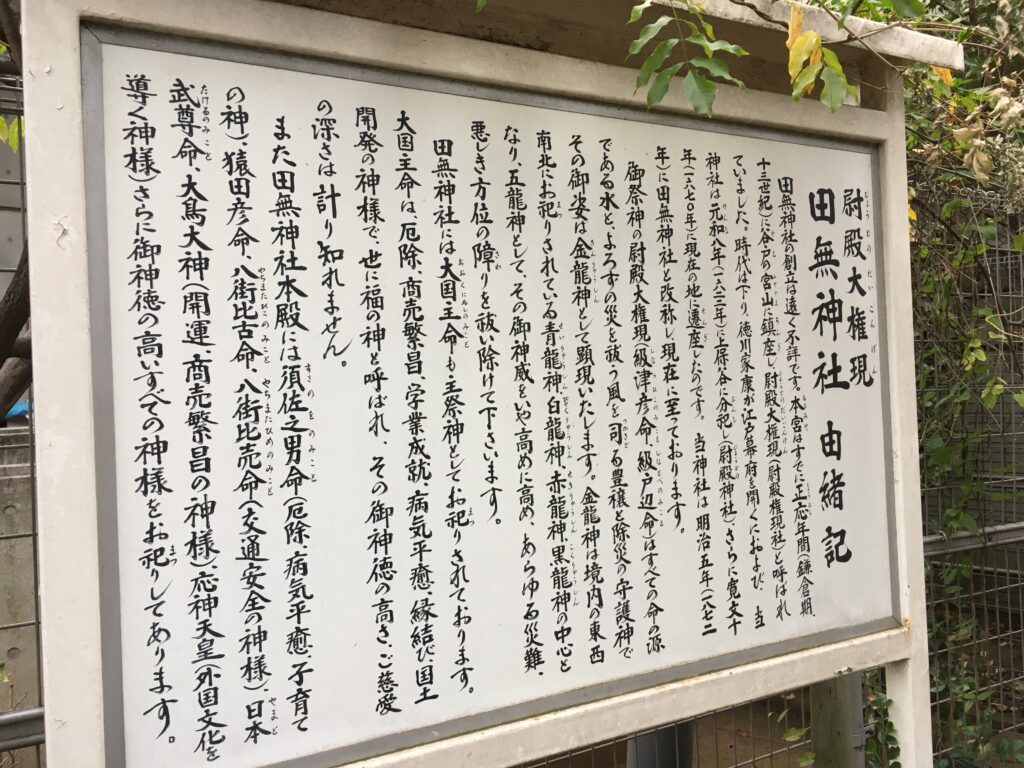 尉殿大権現
田無神社 由緒記
田無神社の創立は遠く不詳です。本宮はすでに正応年間(鎌倉期、
十三世紀)に谷戸の宮山に鎮座し、尉殿大権現(尉殿権現社)と呼ばれ
ていました。時代は下り、徳川家康が江戸幕府を開くにおよび、当
神社は元和八年(一六二二年)に上保谷に分祀し(尉殿神社)、さらに寛文十
年(一六七〇年)に現在の地に遷座したのです。 当神社は明治五年(一八七二
年)に田無神社と改称し現在に至っております。
御祭神の尉殿大権現(級津彦命、級戸辺命)はすべての命の源
である水と、よろずの災を祓う風を司る豊穣と除災の守護神で
その御姿は金龍神として顕現いたします。金龍神は境内の東西
南北にお祀りされている青龍神、白龍神、赤龍神、黒龍神の中心と
なり、五龍神として、その御神威をいや高めに高め、あらゆる災難、
悪しき方位の障りを祓い除けて下さいます。
田無神社には大国主命も主祭神としてお祀りされております。
大国主命は、厄除、商売繁昌、学業成就、病気平癒、縁結び、国土
開発の神様で、世に福の神と呼ばれ、その御神徳の高さ、ご慈愛
の深さは計り知れません。
また田無神社本殿には須佐之男命(厄除、病気平癒、子育て
の神)、猿田彦命、八街比古命、八街比売命(交通安全の神様)、日本
武尊命、大鳥大神(開運、商売繁昌の神様)、応神天皇(外国文化を
導く神様)さらに御神徳の高いすべての神様をお祀りしてあります。